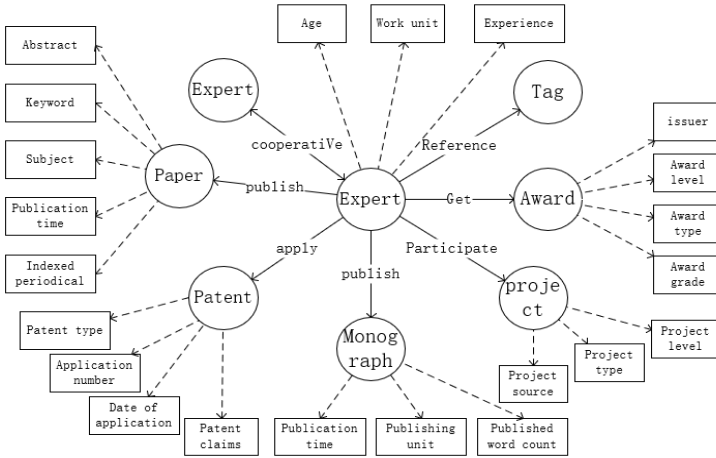 Age
Work unit
Experience
Abstract
Keyword
Subject
Publication
time
Indexed
periodical
Expert
Tag
issuer
Award
level
Award
type
Award
grade
cooperatiVe
Reference
Paper
publish
Expert
Get
Award
apply
publish
Participate
Patent
Monog
raph
proje
ct
Patent type
Application
number
Date of
application
Patent
claims
Publication
time
Publishing
unit
Published
word count
Project
source
Project
type
Project
level